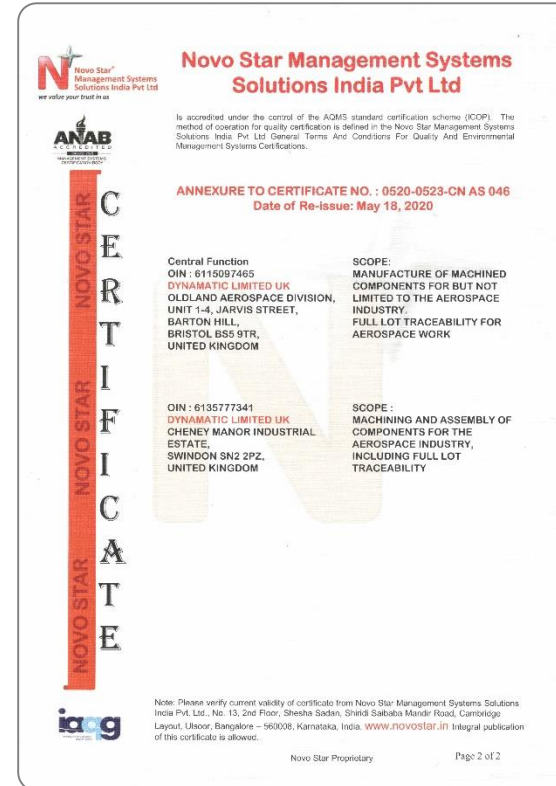 Novo Star®
Management Systems
Solutions India Pvt Ltd
we value your trust in us
Novo Star Management Systems
Solutions India Pvt Ltd
Is accredited under the control of the AQMS standard certification scheme (ICOP). The
method of operation for quality certification is defined in the Novo Star Management Systems
Solutions India Pvt Ltd General Terms And Conditions For Quality And Environmental
Management Systems Certifications.
ANAB
ACCREDITED
MANAGEMENT SYSTEMS
CERTIFICATION BODY
ANNEXURE TO CERTIFICATE NO. : 0520-0523-CN AS 046
Date of Re-issue: May 18, 2020
NOVO STAR NOVO STAR NOVO STAR NOVO STAR
CERTIFICATE
Central Function
OIN : 6115097465
DYNAMATIC LIMITED UK
OLDLAND AEROSPACE DIVISION,
UNIT 1-4, JARVIS STREET,
BARTON HILL,
BRISTOL BS5 9TR,
UNITED KINGDOM
SCOPE:
MANUFACTURE OF MACHINED
COMPONENTS FOR BUT NOT
LIMITED TO THE AEROSPACE
INDUSTRY.
FULL LOT TRACEABILITY FOR
AEROSPACE WORK
OIN : 6135777341
DYNAMATIC LIMITED UK
CHENEY MANOR INDUSTRIAL
ESTATE,
SWINDON SN2 2PZ,
UNITED KINGDOM
SCOPE :
MACHINING AND ASSEMBLY OF
COMPONENTS FOR THE
AEROSPACE INDUSTRY,
INCLUDING FULL LOT
TRACEABILITY
iaqg
Note: Please verify current validity of certificate from Novo Star Management Systems Solutions
India Pvt. Ltd., No. 13, 2nd Floor, Shesha Sadan, Shiridi Saibaba Mandir Road, Cambridge
Layout, Ulsoor, Bangalore – 560008, Karnataka, India. www.novostar.in Integral publication
of this certificate is allowed.
Novo Star Proprietary
Page 2 of 2